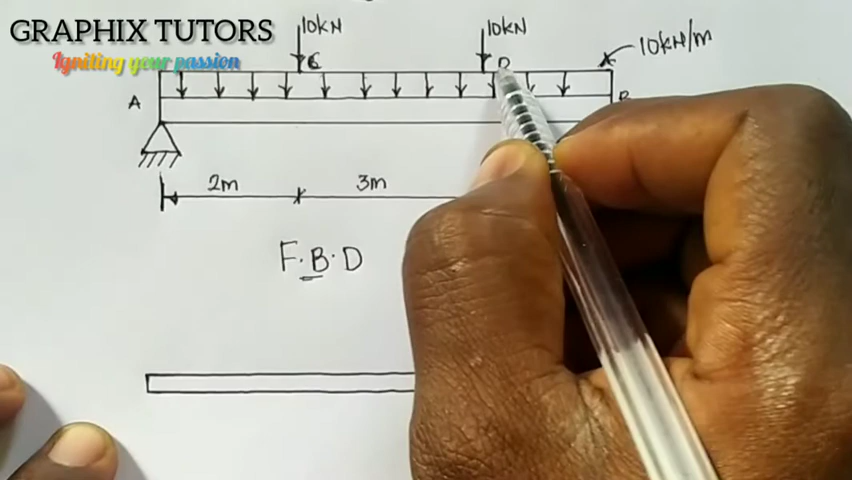 GRAPHIX TUTORS
Igniting your passion
10kN
10kN
10kN/m
C
D
A
B
2m
3m
F.B.D